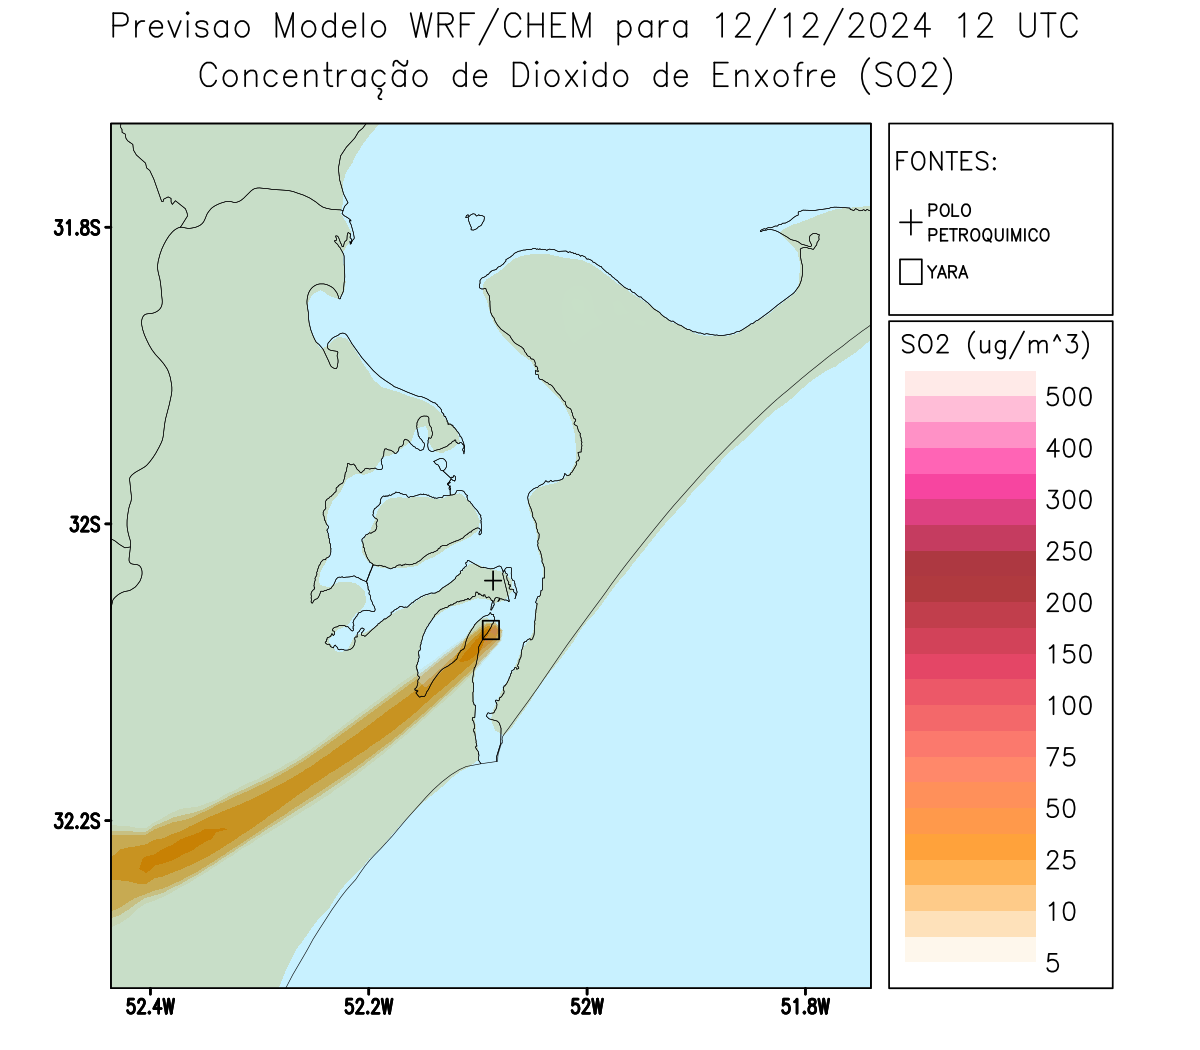 Previsao Modelo WRF/CHEM para 12/12/2024 12 UTC
Concentração de Dioxido de Enxofre (SO2)
FONTES:
POLO
PETROQUIMICO
YARA
31.8S
32S
32.2S
52.4W
52.2W
52W
51.8W
SO2 (ug/m^3)
500
400
300
250
200
150
100
75
50
25
10
5